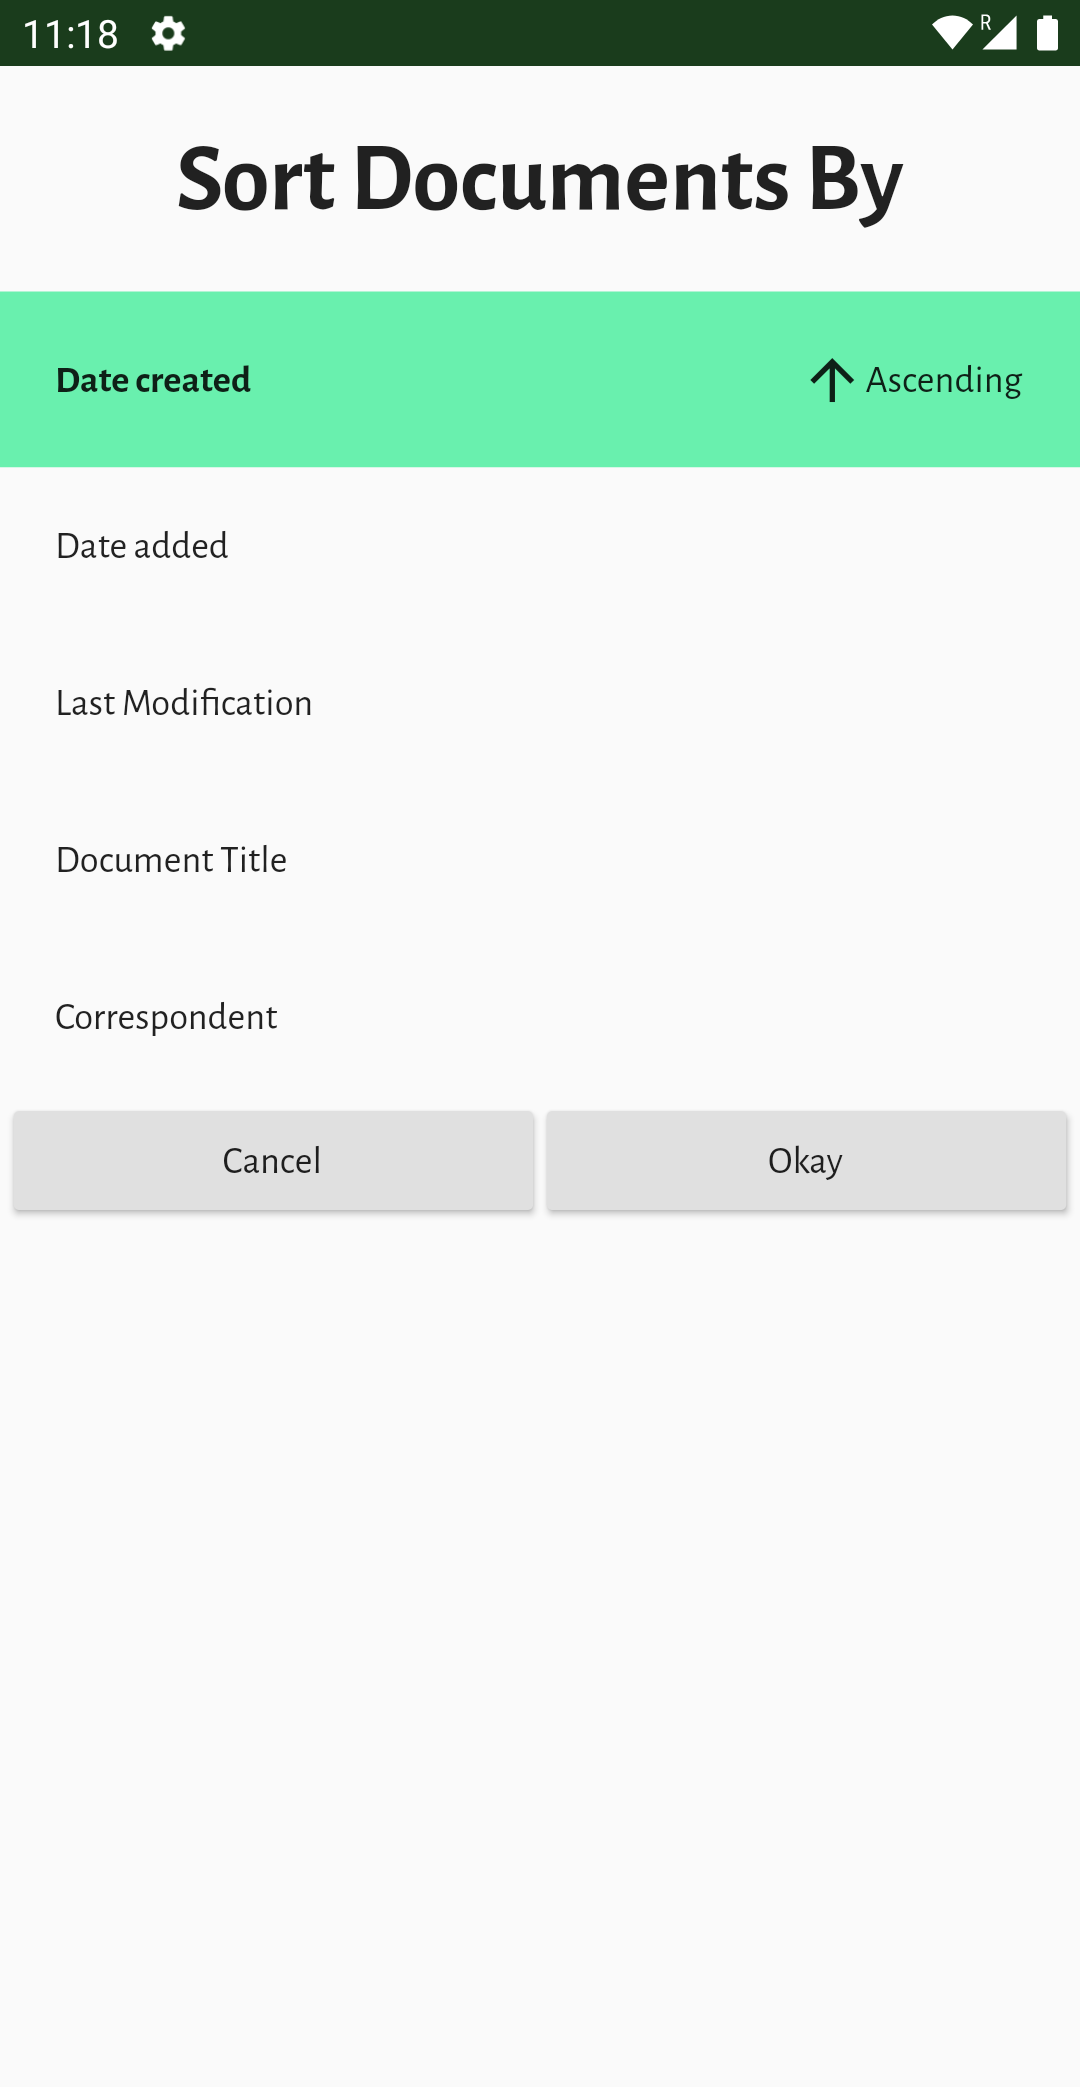 11:18 R
Sort Documents By
Date created Ascending
Date added
Last Modification
Document Title
Correspondent
Cancel Okay